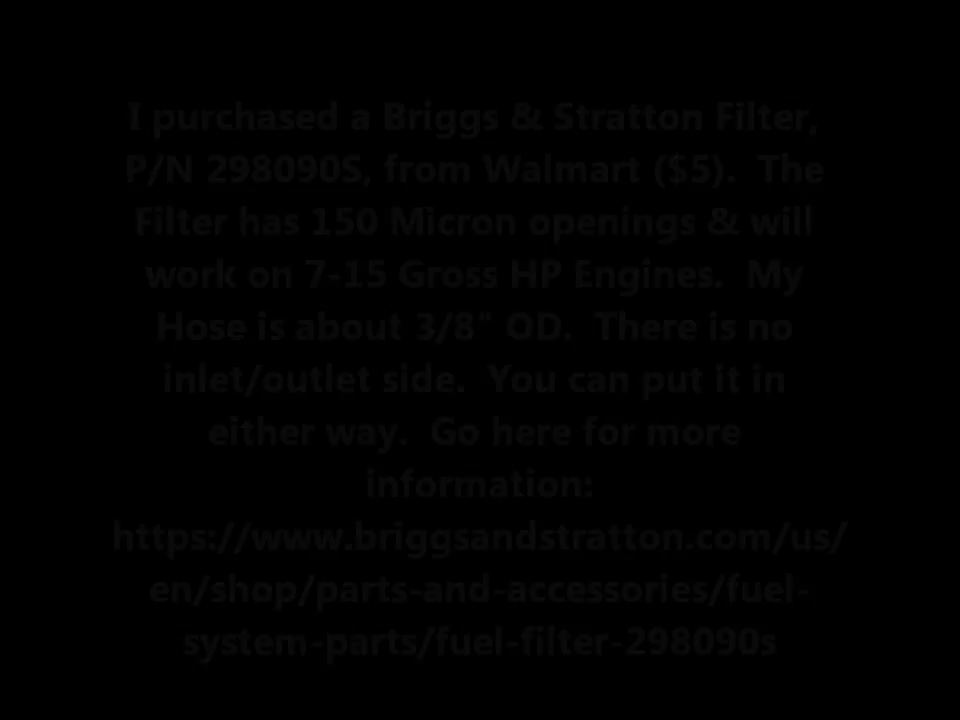 I purchased a Briggs & Stratton Filter,
P/N 298090S, from Walmart ($5).  The
Filter has 150 Micron openings & will
work on 7-15 Gross HP Engines.  My
Hose is about 3/8" OD.  There is no
inlet/outlet side.  You can put it in
either way.  Go here for more
information:
https://www.briggsandstratton.com/us/
en/shop/parts-and-accessories/fuel-
system-parts/fuel-filter-298090s